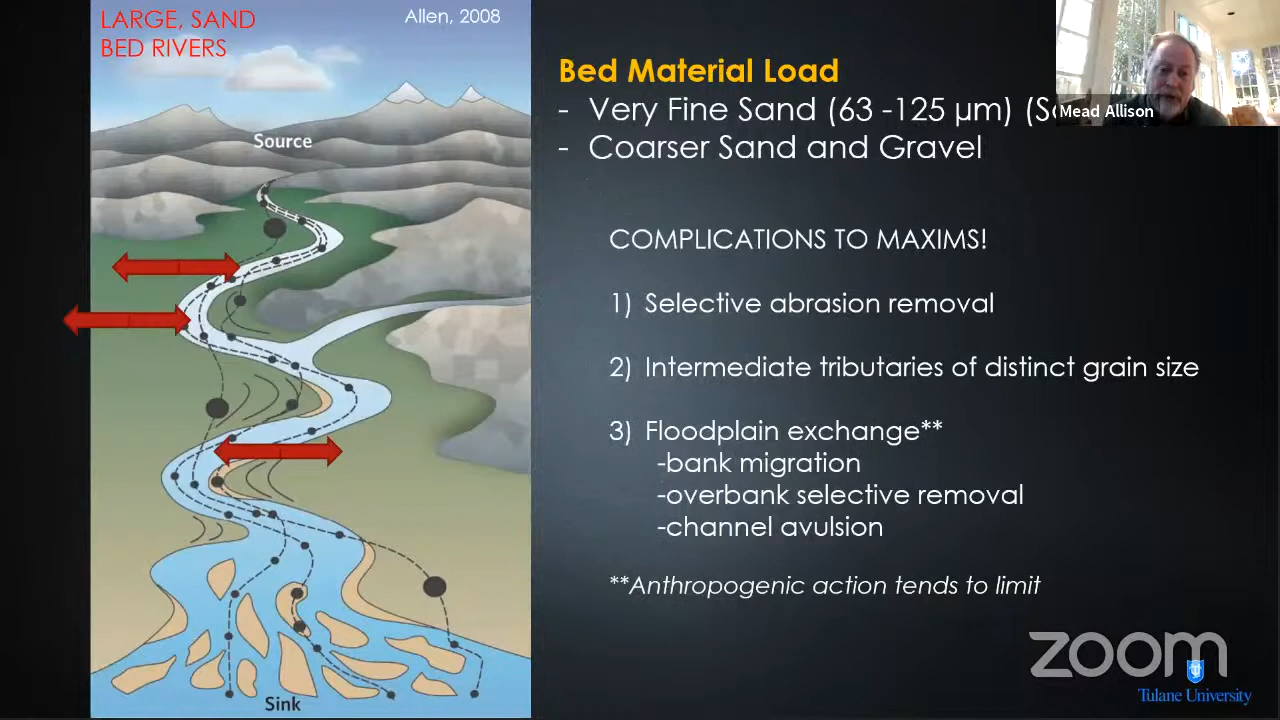 LARGE, SAND
BED RIVERS
Allen, 2008
Source
Sink
Bed Material Load
- Very Fine Sand (63 -125 µm)
- Coarser Sand and Gravel
COMPLICATIONS TO MAXIMS!
1) Selective abrasion removal
2) Intermediate tributaries of distinct grain size
3) Floodplain exchange**
-bank migration
-overbank selective removal
-channel avulsion
**Anthropogenic action tends to limit
Mead Allison
zoom
Tulane University